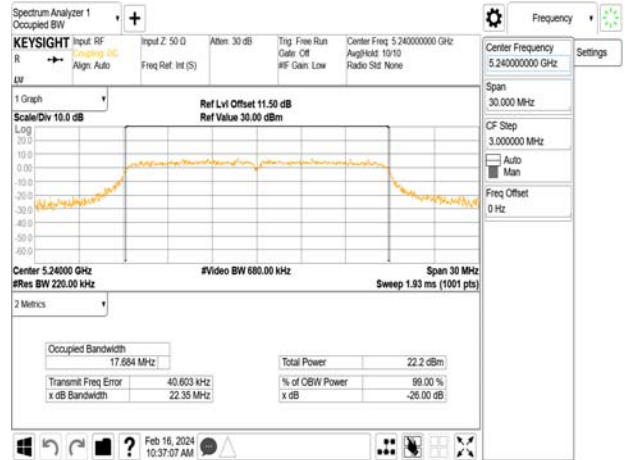 Spectrum Analyzer 1
Occupied BW
Frequency
KEYSIGHT
R
LXI
Input: RF
Coupling: DC
Align: Auto
Input Z: 50 Ω
Freq Ref: Int (S)
Atten: 30 dB
Trig: Free Run
Gate: Off
#IF Gain: Low
Center Freq: 5.240000000 GHz
Avg|Hold: 10/10
Radio Std: None
Center Frequency
5.240000000 GHz
Settings
Span
30.000 MHz
CF Step
3.000000 MHz
Auto
Man
Freq Offset
0 Hz
1 Graph
Scale/Div 10.0 dB
Ref Lvl Offset 11.50 dB
Ref Value 30.00 dBm
Log
20.0
10.0
0.00
-10.0
-20.0
-30.0
-40.0
-50.0
-60.0
Center 5.24000 GHz
#Video BW 680.00 kHz
Span 30 MHz
#Res BW 220.00 kHz
Sweep 1.93 ms (1001 pts)
2 Metrics
Occupied Bandwidth
17.684 MHz
Total Power 22.2 dBm
Transmit Freq Error 40.603 kHz
% of OBW Power 99.00 %
x dB Bandwidth 22.35 MHz
x dB -26.00 dB
?
Feb 16, 2024
10:37:07 AM